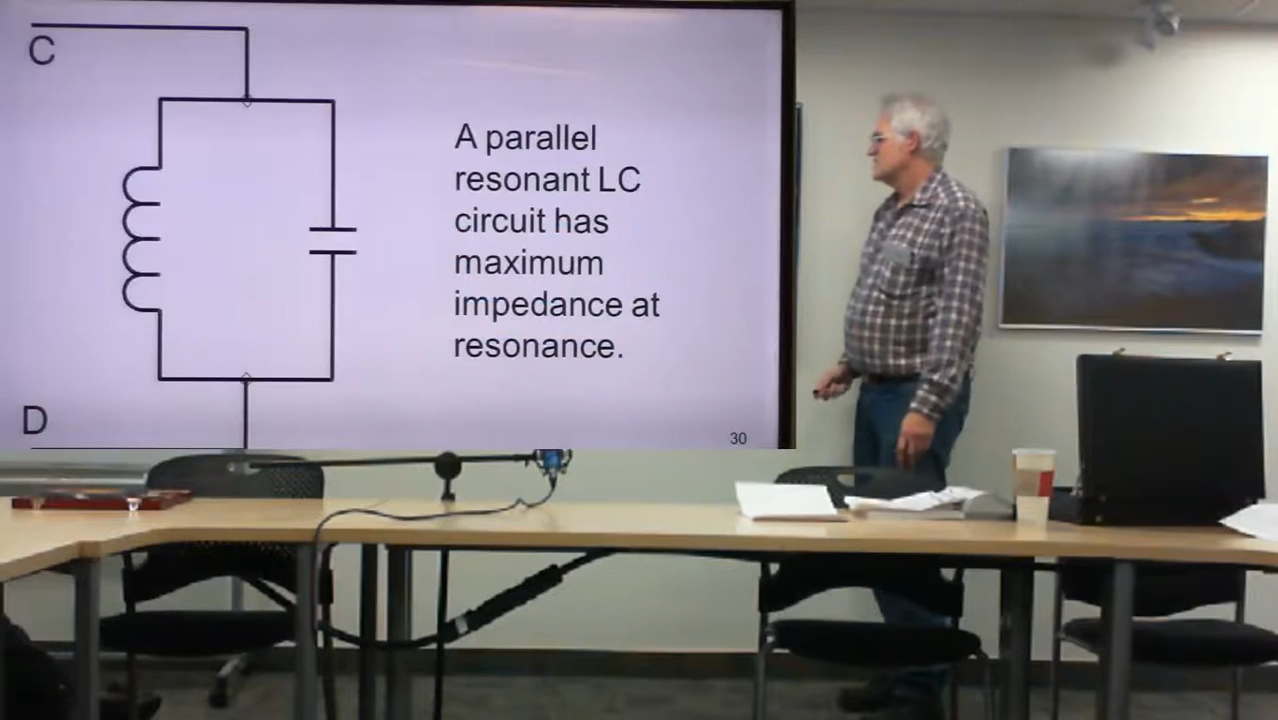 C
A parallel
resonant LC
circuit has
maximum
impedance at
resonance.
D
30